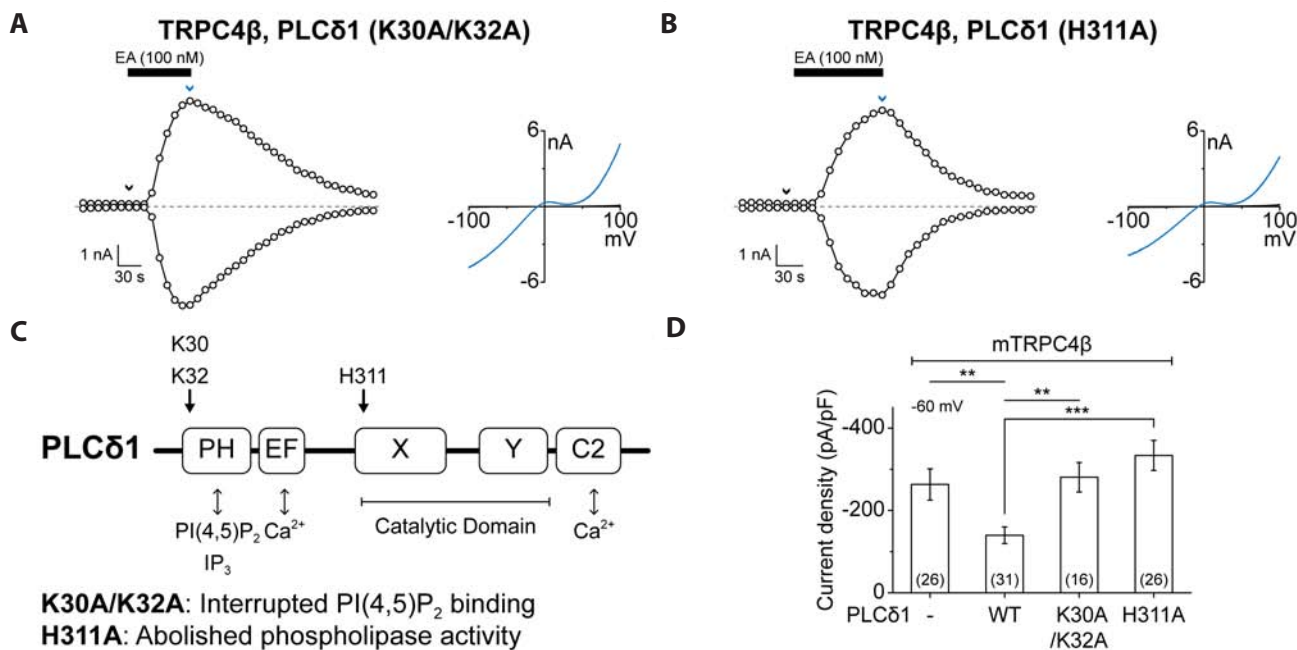 A
TRPC4β, PLCδ1 (K30A/K32A)
EA (100 nM)
1 nA
30 s
6
nA
-100
100
mV
-6
B
TRPC4β, PLCδ1 (H311A)
EA (100 nM)
1 nA
30 s
6
nA
-100
100
mV
-6
C
K30
K32
H311
PLCδ1
PH
EF
X
Y
C2
PI(4,5)P2 Ca2+
Catalytic Domain
Ca2+
IP3
K30A/K32A: Interrupted PI(4,5)P2 binding
H311A: Abolished phospholipase activity
D
mTRPC4β
**
**
***
-60 mV
Current density (pA/pF)
-400
-200
0
(26)
(31)
(16)
(26)
PLCδ1
-
WT
K30A
/K32A
H311A